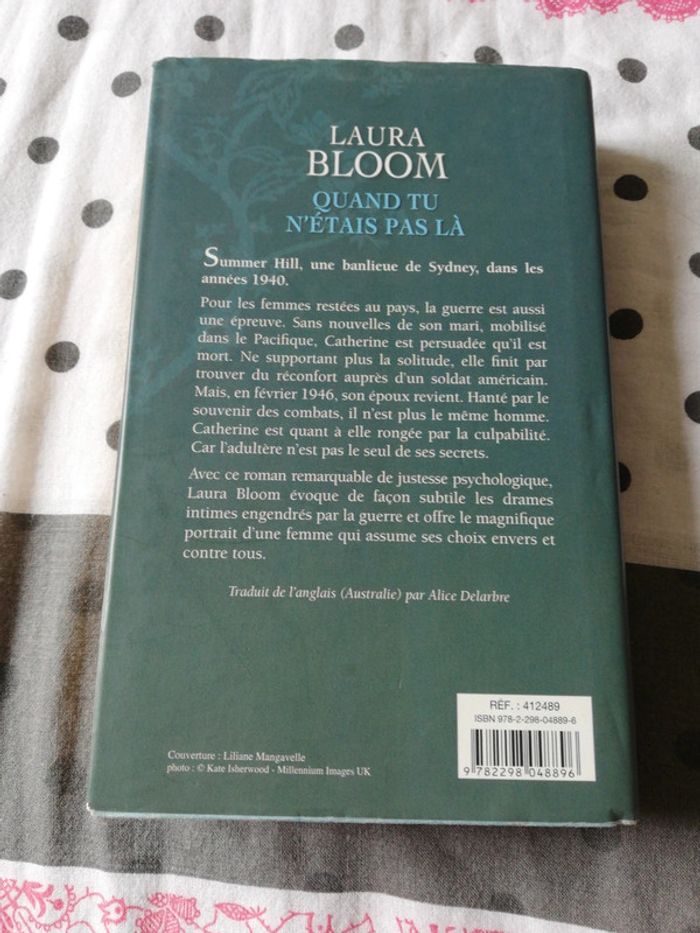 LAURA
BLOOM
QUAND TU
N'ÉTAIS PAS LÀ
Summer Hill, une banlieue de Sydney, dans les
années 1940.
Pour les femmes restées au pays, la guerre est aussi
une épreuve. Sans nouvelles de son mari, mobilisé
dans le Pacifique, Catherine est persuadée qu'il est
mort. Ne supportant plus la solitude, elle finit par
trouver du réconfort auprès d'un soldat américain.
Mais, en février 1946, son époux revient. Hanté par le
souvenir des combats, il n'est plus le même homme.
Catherine est quant à elle rongée par la culpabilité.
Car l'adultère n'est pas le seul de ses secrets.
Avec ce roman remarquable de justesse psychologique,
Laura Bloom évoque de façon subtile les drames
intimes engendrés par la guerre et offre le magnifique
portrait d'une femme qui assume ses choix envers et
contre tous.
Traduit de l'anglais (Australie) par Alice Delarbre
RÉF. : 412489
ISBN 978-2-298-04889-6
9 782298 048896
Couverture : Liliane Mangavelle
photo : © Kate Isherwood - Millennium Images UK